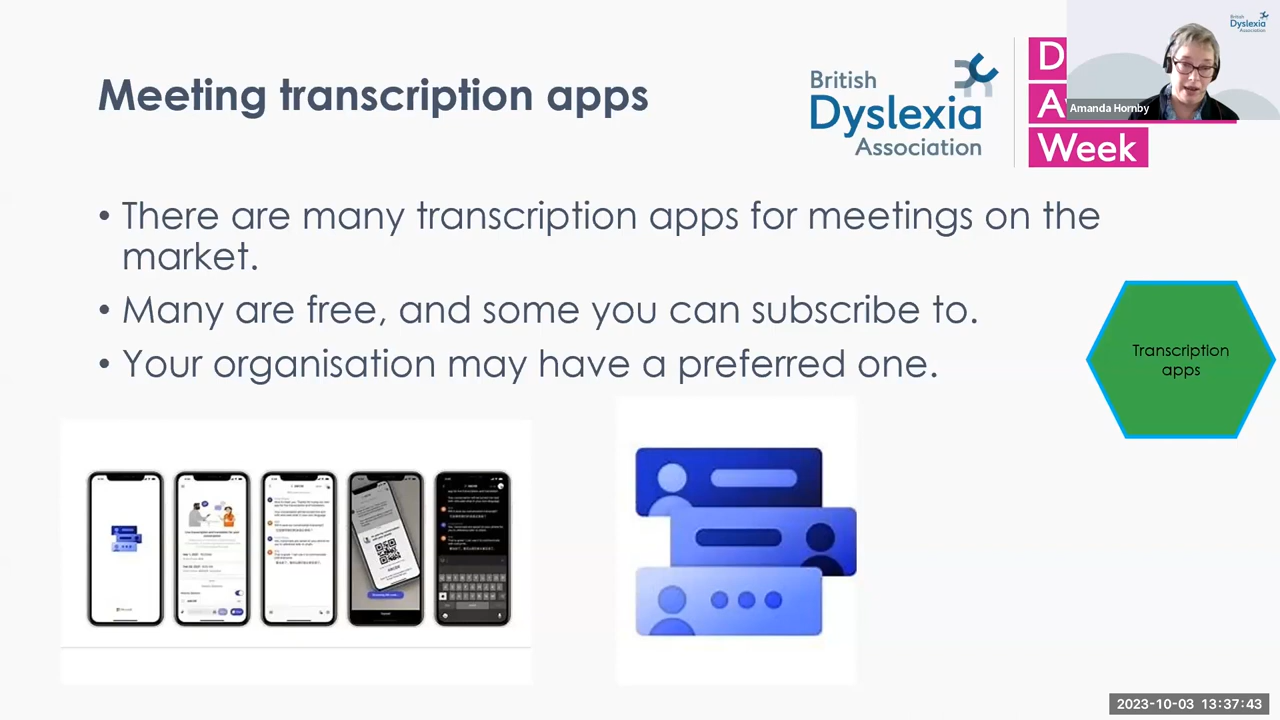 Meeting transcription apps
British
Dyslexia
Association
D
A
Week
British
Dyslexia
Association
Amanda Hornby
• There are many transcription apps for meetings on the
market.
• Many are free, and some you can subscribe to.
• Your organisation may have a preferred one.
Transcription
apps
2023-10-03 13:37:43